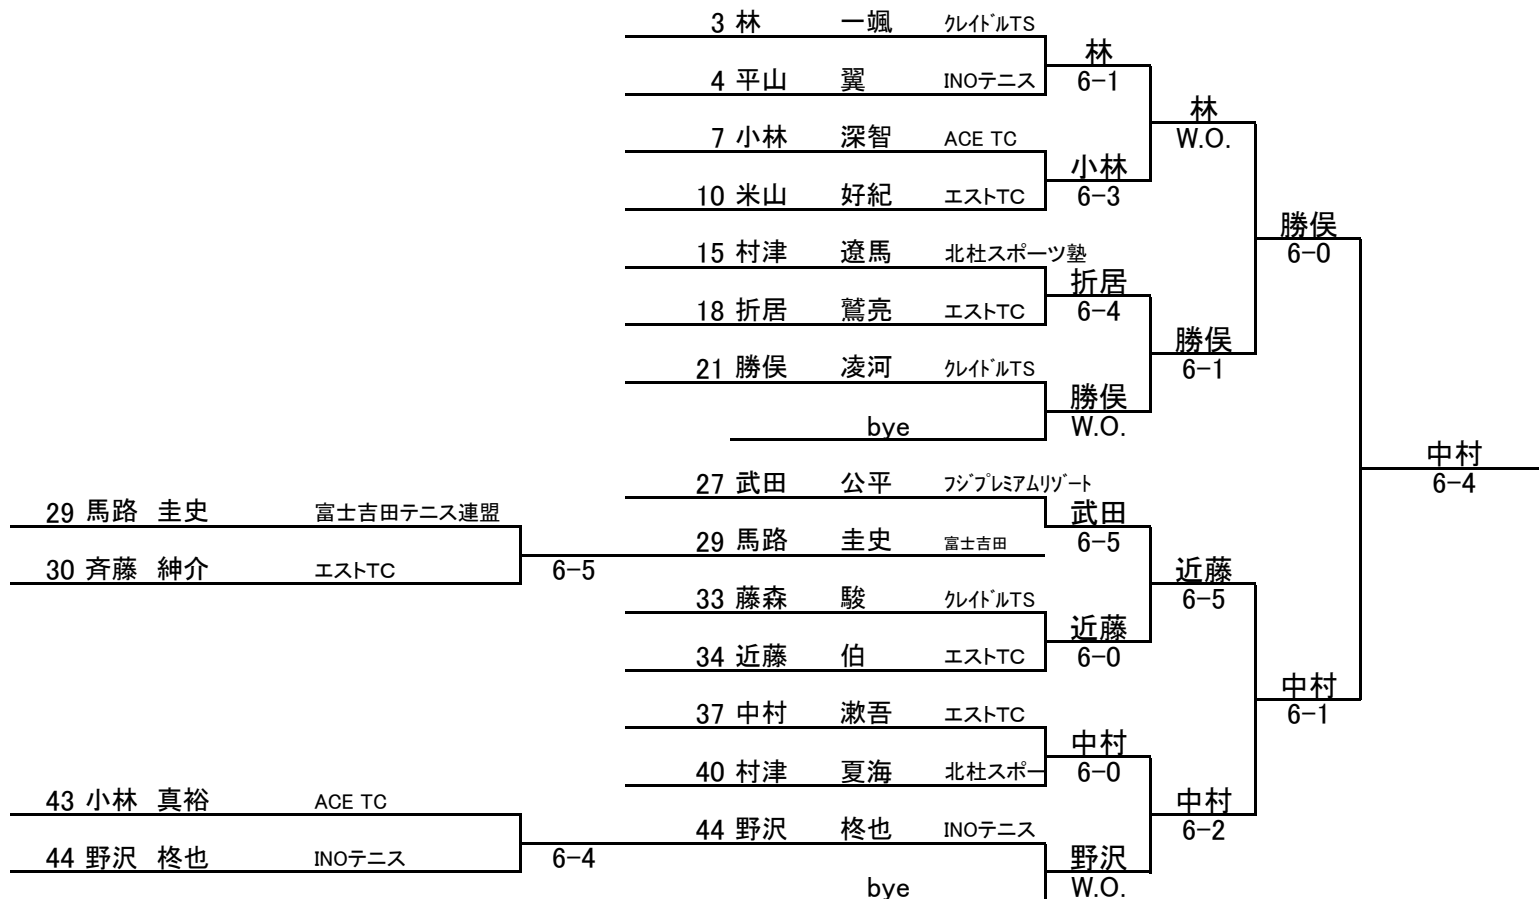 3 林 一颯 ｸﾚｲﾄﾞﾙTS
林
4 平山 翼 INOテニス 6-1
林
7 小林 深智 ACE TC W.O.
小林
10 米山 好紀 エストTC 6-3
勝俣
15 村津 遼馬 北杜スポーツ塾 6-0
折居
18 折居 鷲亮 エストTC 6-4
勝俣
21 勝俣 凌河 ｸﾚｲﾄﾞﾙTS 6-1
勝俣
bye W.O.
中村
27 武田 公平 ﾌｼﾞﾌﾟﾚﾐｱﾑﾘｿﾞｰﾄ 6-4
29 馬路 圭史 富士吉田テニス連盟 武田
29 馬路 圭史 富士吉田 6-5
30 斉藤 紳介 エストTC 6-5 近藤
33 藤森 駿 ｸﾚｲﾄﾞﾙTS 6-5
近藤
34 近藤 伯 エストTC 6-0
中村
37 中村 漱吾 エストTC 6-1
中村
40 村津 夏海 北杜スポー 6-0
43 小林 真裕 ACE TC 中村
44 野沢 柊也 INOテニス 6-2
44 野沢 柊也 INOテニス 6-4 野沢
bye W.O.